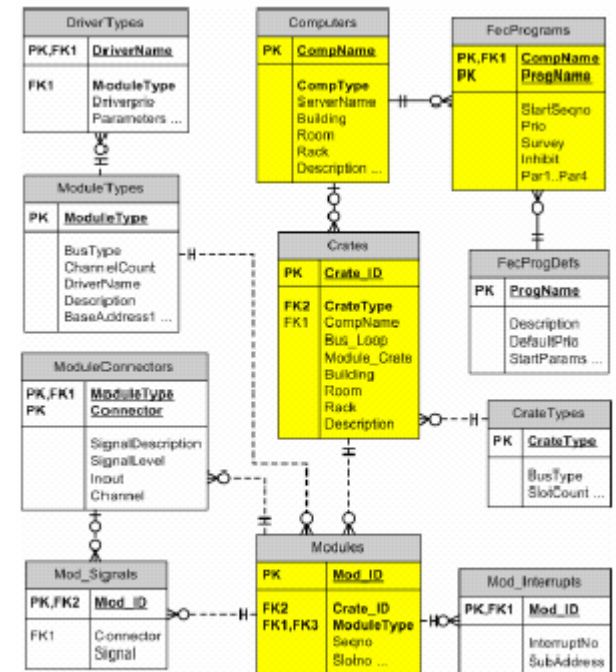 DriverTypes
PK,FK1 DriverName
FK1 ModuleType
Driverprio
Parameters ...
Computers
PK CompName
CompType
ServerName
Building
Room
Rack
Description ...
FecPrograms
PK,FK1 CompName
PK ProgName
StartSeqno
Prio
Survey
Inhibit
Par1..Par4
ModuleTypes
PK ModuleType
BusType
ChannelCount
DriverName
Description
BaseAddress1 ...
Crates
PK Crate_ID
FK2 CrateType
FK1 CompName
Bus_Loop
Module_Crate
Building
Room
Rack
Description
FecProgDefs
PK ProgName
Description
DefaultPrio
StartParams ...
ModuleConnectors
PK,FK1 ModuleType
PK Connector
SignalDescription
SignalLevel
Inout
Channel
CrateTypes
PK CrateType
BusType
SlotCount ...
Mod_Signals
PK,FK2 Mod_ID
FK1 Connector
Signal
Modules
PK Mod_ID
FK2 Crate_ID
FK1,FK3 ModuleType
Seqno
Slotno ...
Mod_Interrupts
PK,FK1 Mod_ID
InterruptNo
SubAddress